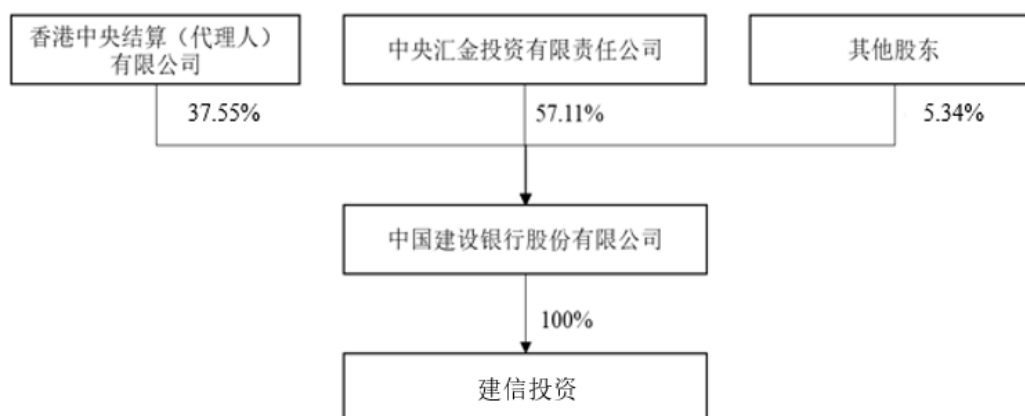 香港中央结算（代理人）
有限公司
中央汇金投资有限责任公司
其他股东
37.55%
57.11%
5.34%
中国建设银行股份有限公司
100%
建信投资